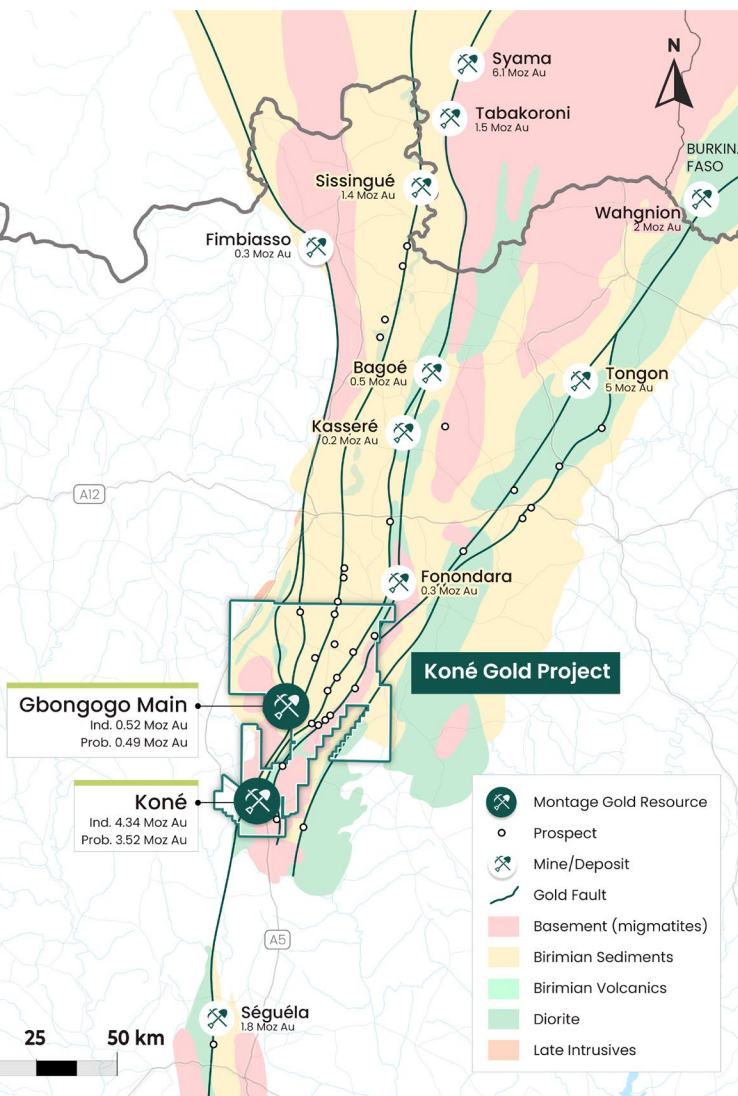 N
Syama
6.1 Moz Au
Tabakoroni
1.5 Moz Au
BURKIN
FASO
Sissingué
1.4 Moz Au
Wahgnion
2 Moz Au
Fimbiasso
0.3 Moz Au
Bagoé
0.5 Moz Au
Tongon
5 Moz Au
Kasseré
0.2 Moz Au
A12
Fonondara
0.3 Moz Au
Koné Gold Project
Gbongogo Main
Ind. 0.52 Moz Au
Prob. 0.49 Moz Au
Koné
Ind. 4.34 Moz Au
Prob. 3.52 Moz Au
Montage Gold Resource
Prospect
Mine/Deposit
Gold Fault
Basement (migmatites)
Birimian Sediments
Birimian Volcanics
Diorite
Late Intrusives
A5
Séguéla
1.8 Moz Au
25 50 km